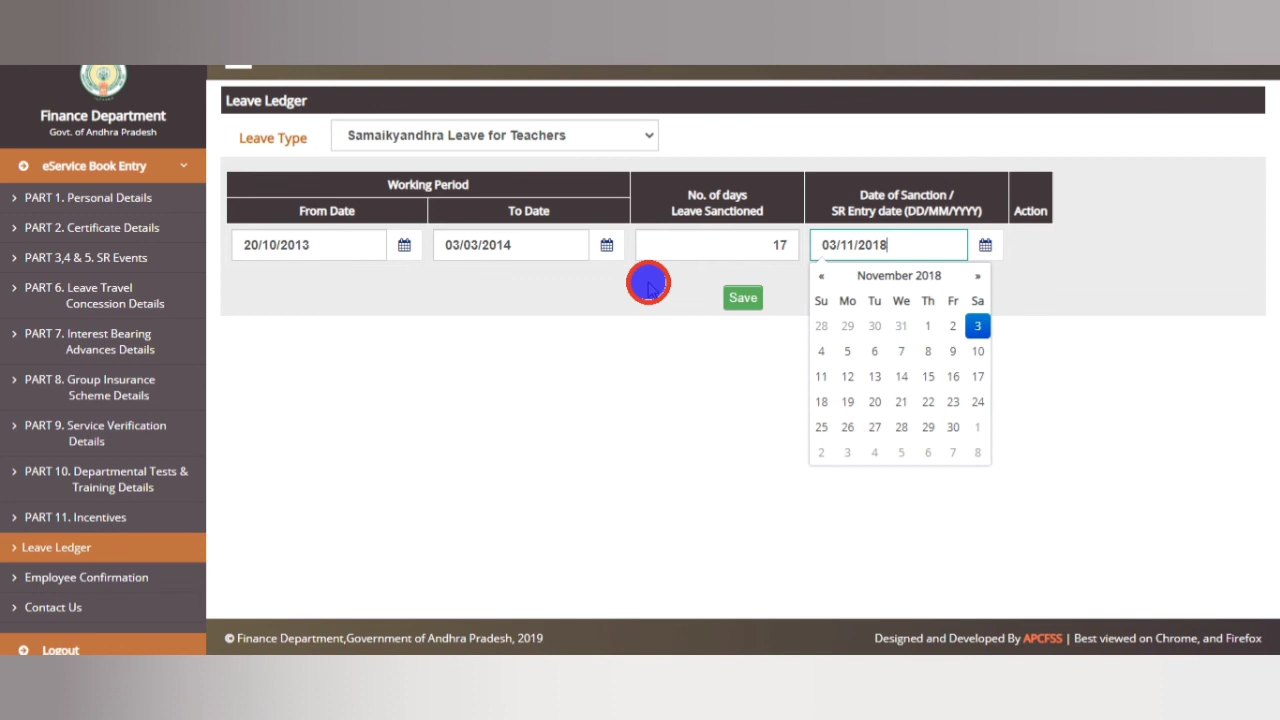 Finance Department
Govt. of Andhra Pradesh
eService Book Entry
PART 1. Personal Details
PART 2. Certificate Details
PART 3,4 & 5. SR Events
PART 6. Leave Travel
Concession Details
PART 7. Interest Bearing
Advances Details
PART 8. Group Insurance
Scheme Details
PART 9. Service Verification
Details
PART 10. Departmental Tests &
Training Details
PART 11. Incentives
Leave Ledger
Employee Confirmation
Contact Us
Logout
Leave Ledger
Leave Type Samaikyandhra Leave for Teachers
Working Period
From Date To Date
No. of days
Leave Sanctioned
Date of Sanction /
SR Entry date (DD/MM/YYYY)
Action
20/10/2013 03/03/2014 17 03/11/2018
Save
« November 2018 »
Su Mo Tu We Th Fr Sa
28 29 30 31 1 2 3
4 5 6 7 8 9 10
11 12 13 14 15 16 17
18 19 20 21 22 23 24
25 26 27 28 29 30 1
2 3 4 5 6 7 8
© Finance Department,Government of Andhra Pradesh, 2019
Designed and Developed By APCFSS | Best viewed on Chrome, and Firefox